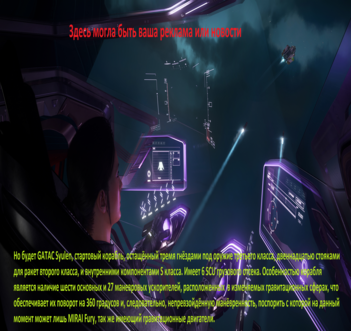 Здесь могла быть ваша реклама или новости
Но будет GATAC Syulen, стартовый корабль, оснащённый тремя гнёздами под оружие третьего класса, двенадцатью стояками
для ракет второго класса, и внутренними компонентами S класса. Имеет 6 SCU грузового отсека. Особенностью корабля
является наличие шести основных и 27 маневровых ускорителей, расположенных в изменяемых гравитационных сферах, что
обеспечивает их поворот на 360 градусов и, следовательно, непревзойдённую манёвренность, поспорить с которой на данный
момент может лишь MIRAI Fury, так же имеющий гравитационные двигатели.